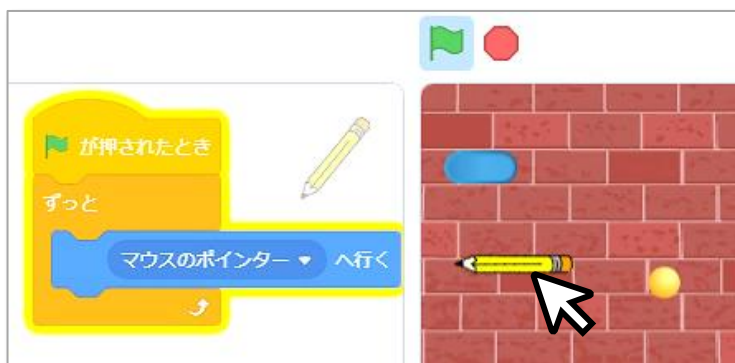 が押されたとき
ずっと
マウスのポインター へ行く